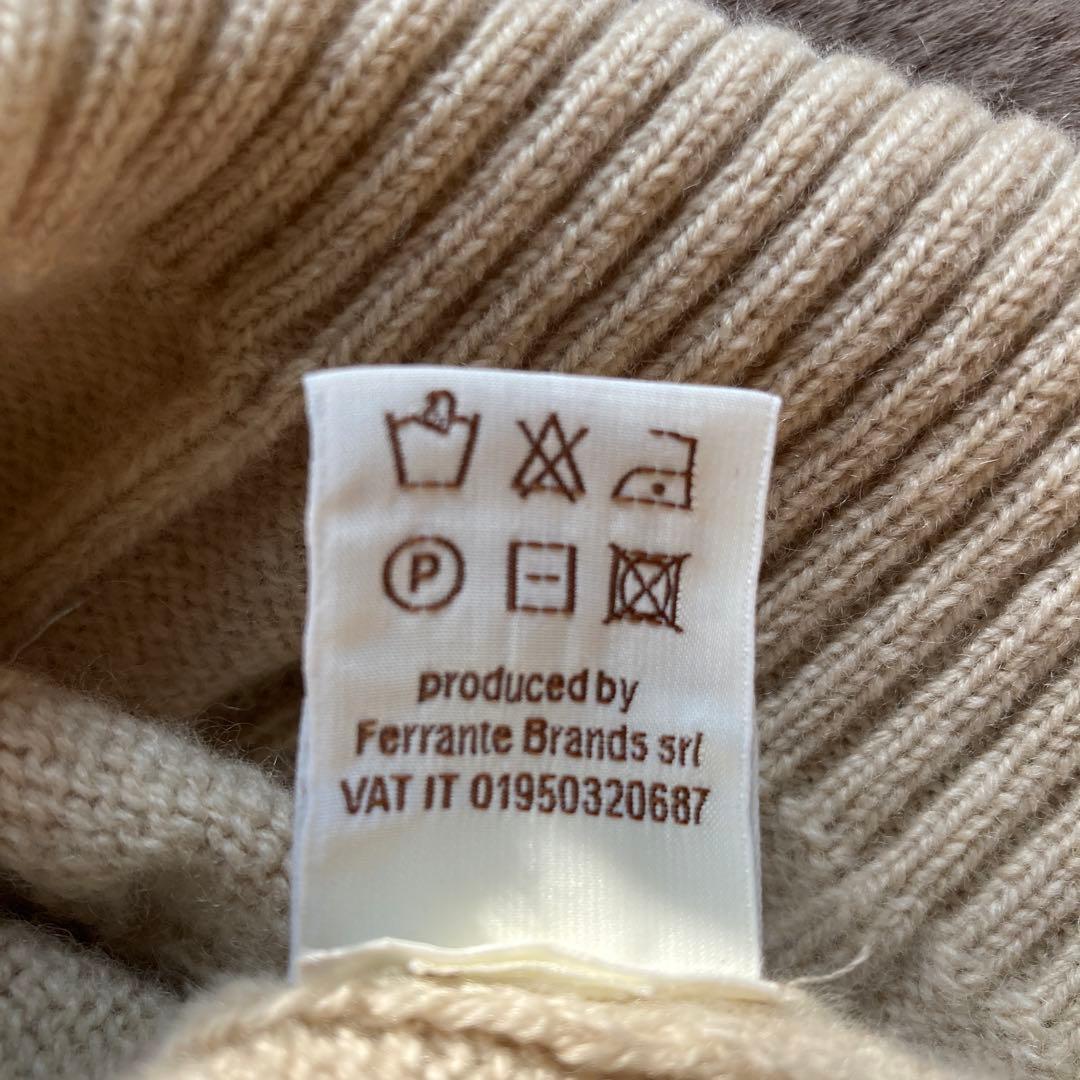 P
produced by
Ferrante Brands srl
VAT IT 01950320687